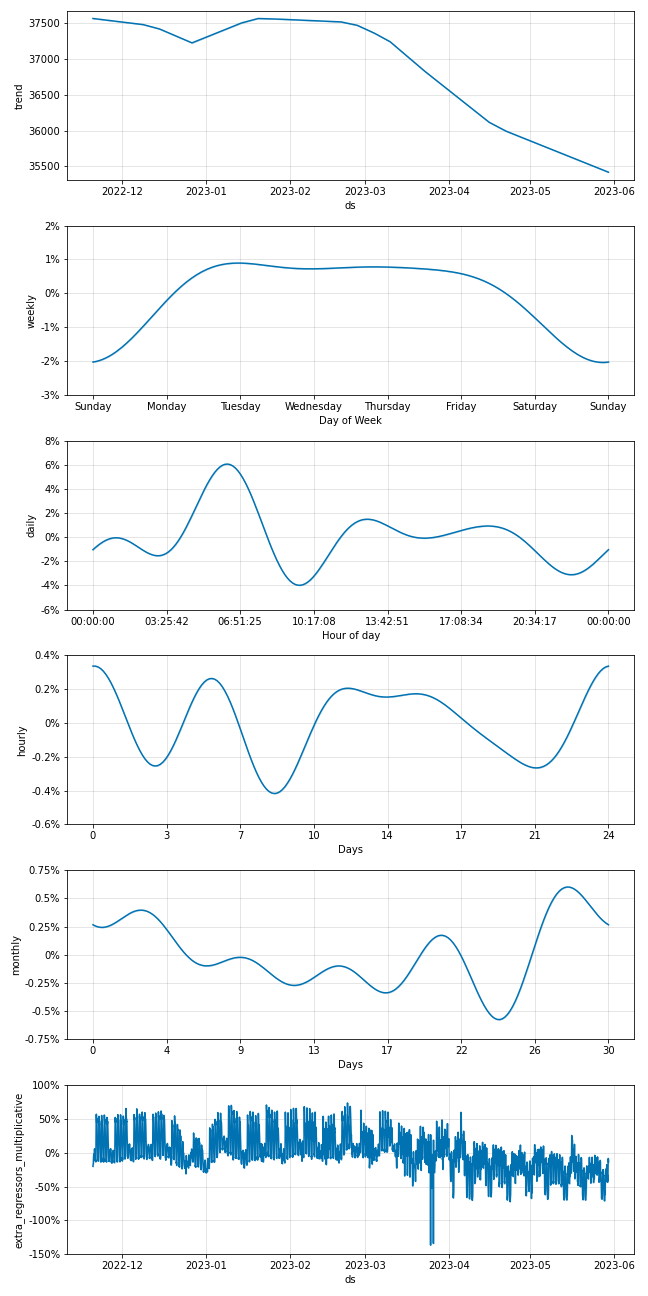 37500
37000
36500
36000
35500
trend
2022-12 2023-01 2023-02 2023-03 2023-04 2023-05 2023-06
ds
2%
1%
0%
-1%
-2%
-3%
weekly
Sunday Monday Tuesday Wednesday Thursday Friday Saturday Sunday
Day of Week
8%
6%
4%
2%
0%
-2%
-4%
-6%
daily
00:00:00 03:25:42 06:51:25 10:17:08 13:42:51 17:08:34 20:34:17 00:00:00
Hour of day
0.4%
0.2%
0%
-0.2%
-0.4%
-0.6%
hourly
0 3 7 10 14 17 21 24
Days
0.75%
0.5%
0.25%
0%
-0.25%
-0.5%
-0.75%
monthly
0 4 9 13 17 22 26 30
Days
100%
50%
0%
-50%
-100%
-150%
extra_regressors_multiplicative
2022-12 2023-01 2023-02 2023-03 2023-04 2023-05 2023-06
ds